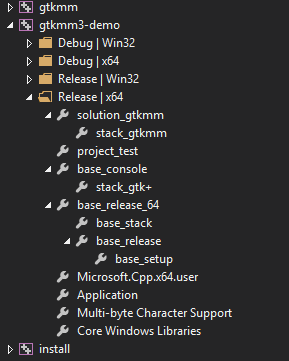 gtkmm
gtkmm3-demo
Debug | Win32
Debug | x64
Release | Win32
Release | x64
solution_gtkmm
stack_gtkmm
project_test
base_console
stack_gtk+
base_release_64
base_stack
base_release
base_setup
Microsoft.Cpp.x64.user
Application
Multi-byte Character Support
Core Windows Libraries
install